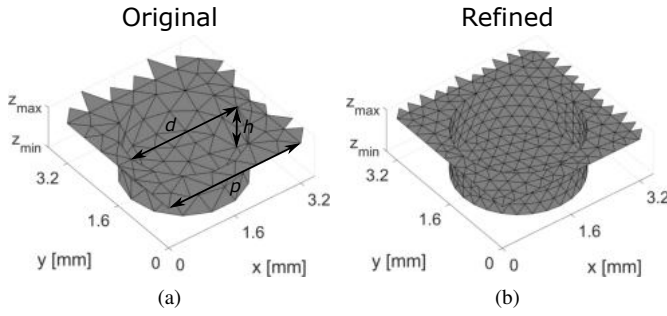 Original
Refined
z_max
z_min
3.2
1.6
0
y [mm]
0
1.6
3.2
x [mm]
d
h
p
(a)
z_max
z_min
3.2
1.6
0
y [mm]
0
1.6
3.2
x [mm]
(b)